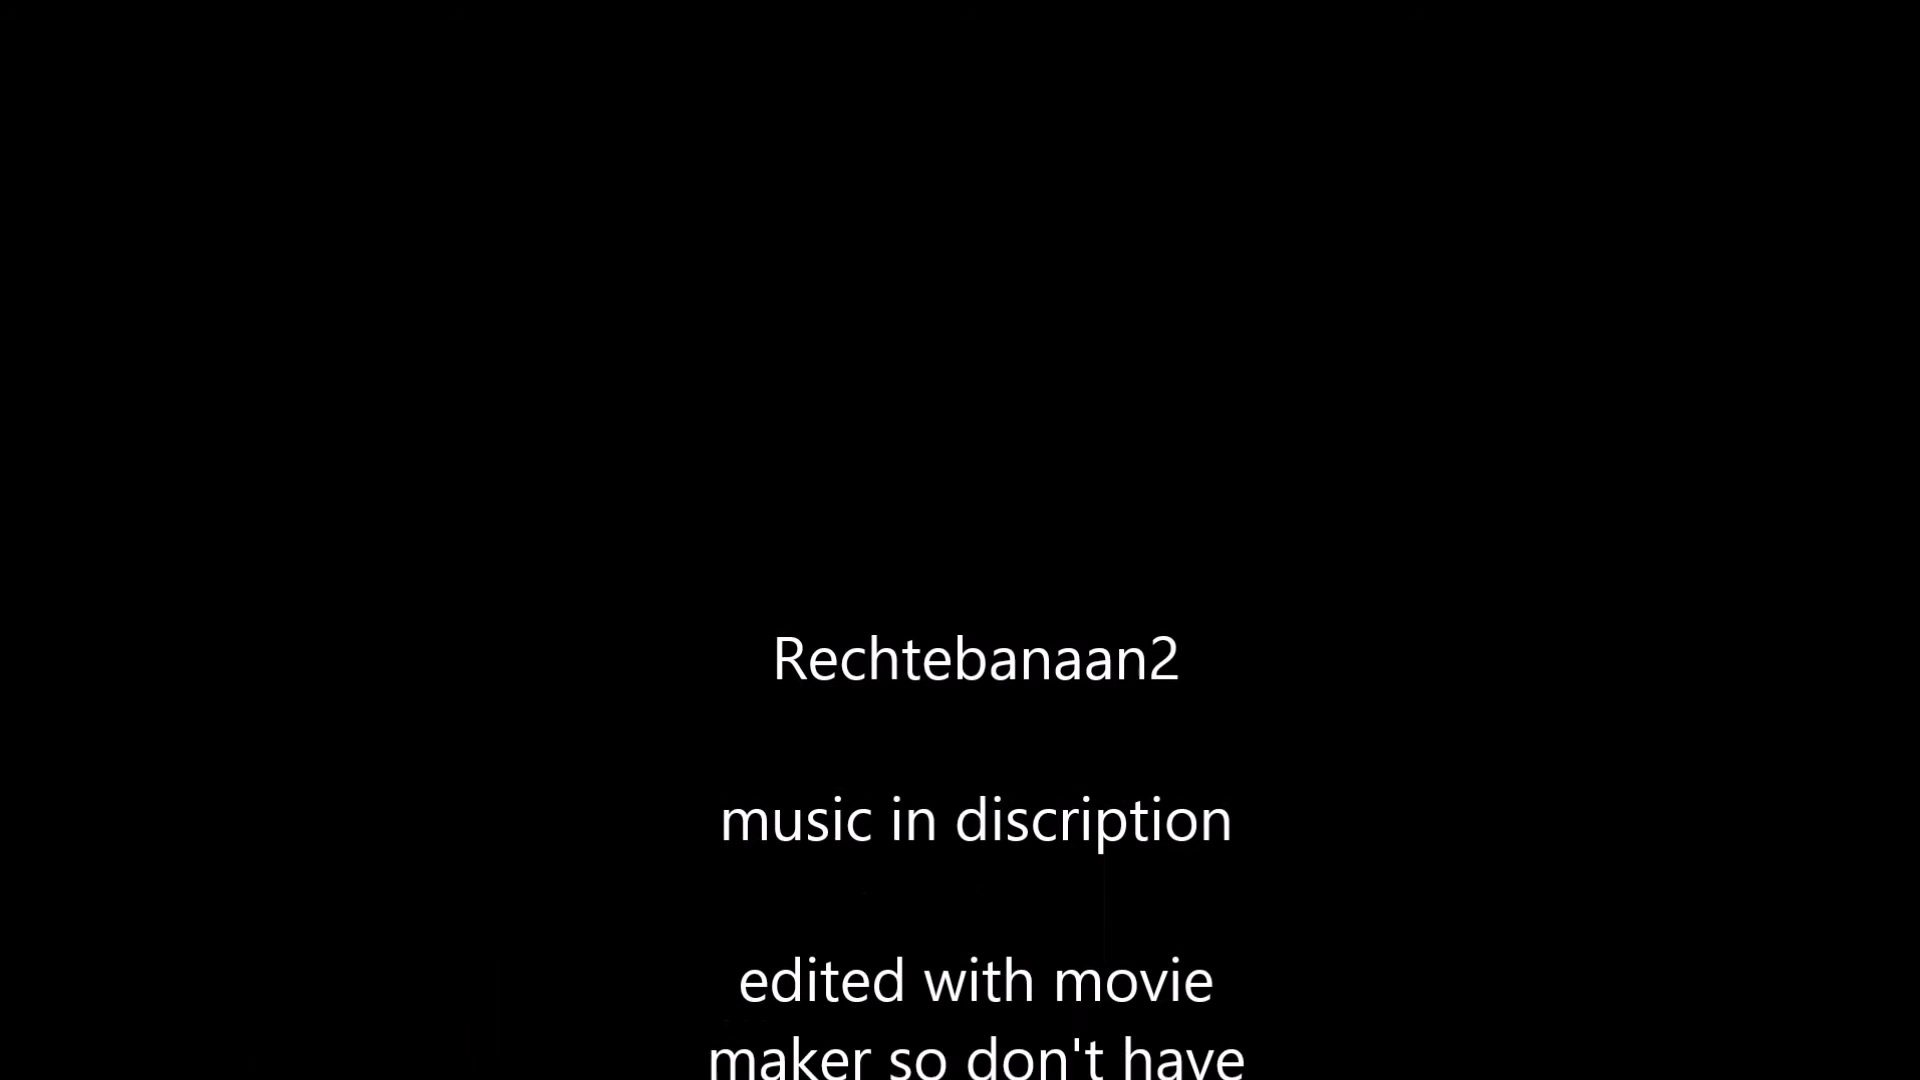 Rechtebanaan2
music in discription
edited with movie
maker so don't have